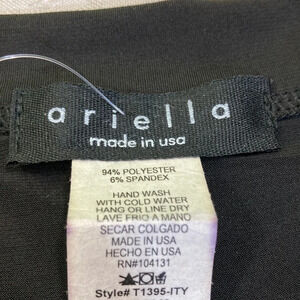 ariella
made in usa
94% POLYESTER
6% SPANDEX
HAND WASH
WITH COLD WATER
HANG OR LINE DRY
LAVE FRIO A MANO
SECAR COLGADO
MADE IN USA
HECHO EN USA
RN#104131
Style# T1395-ITY